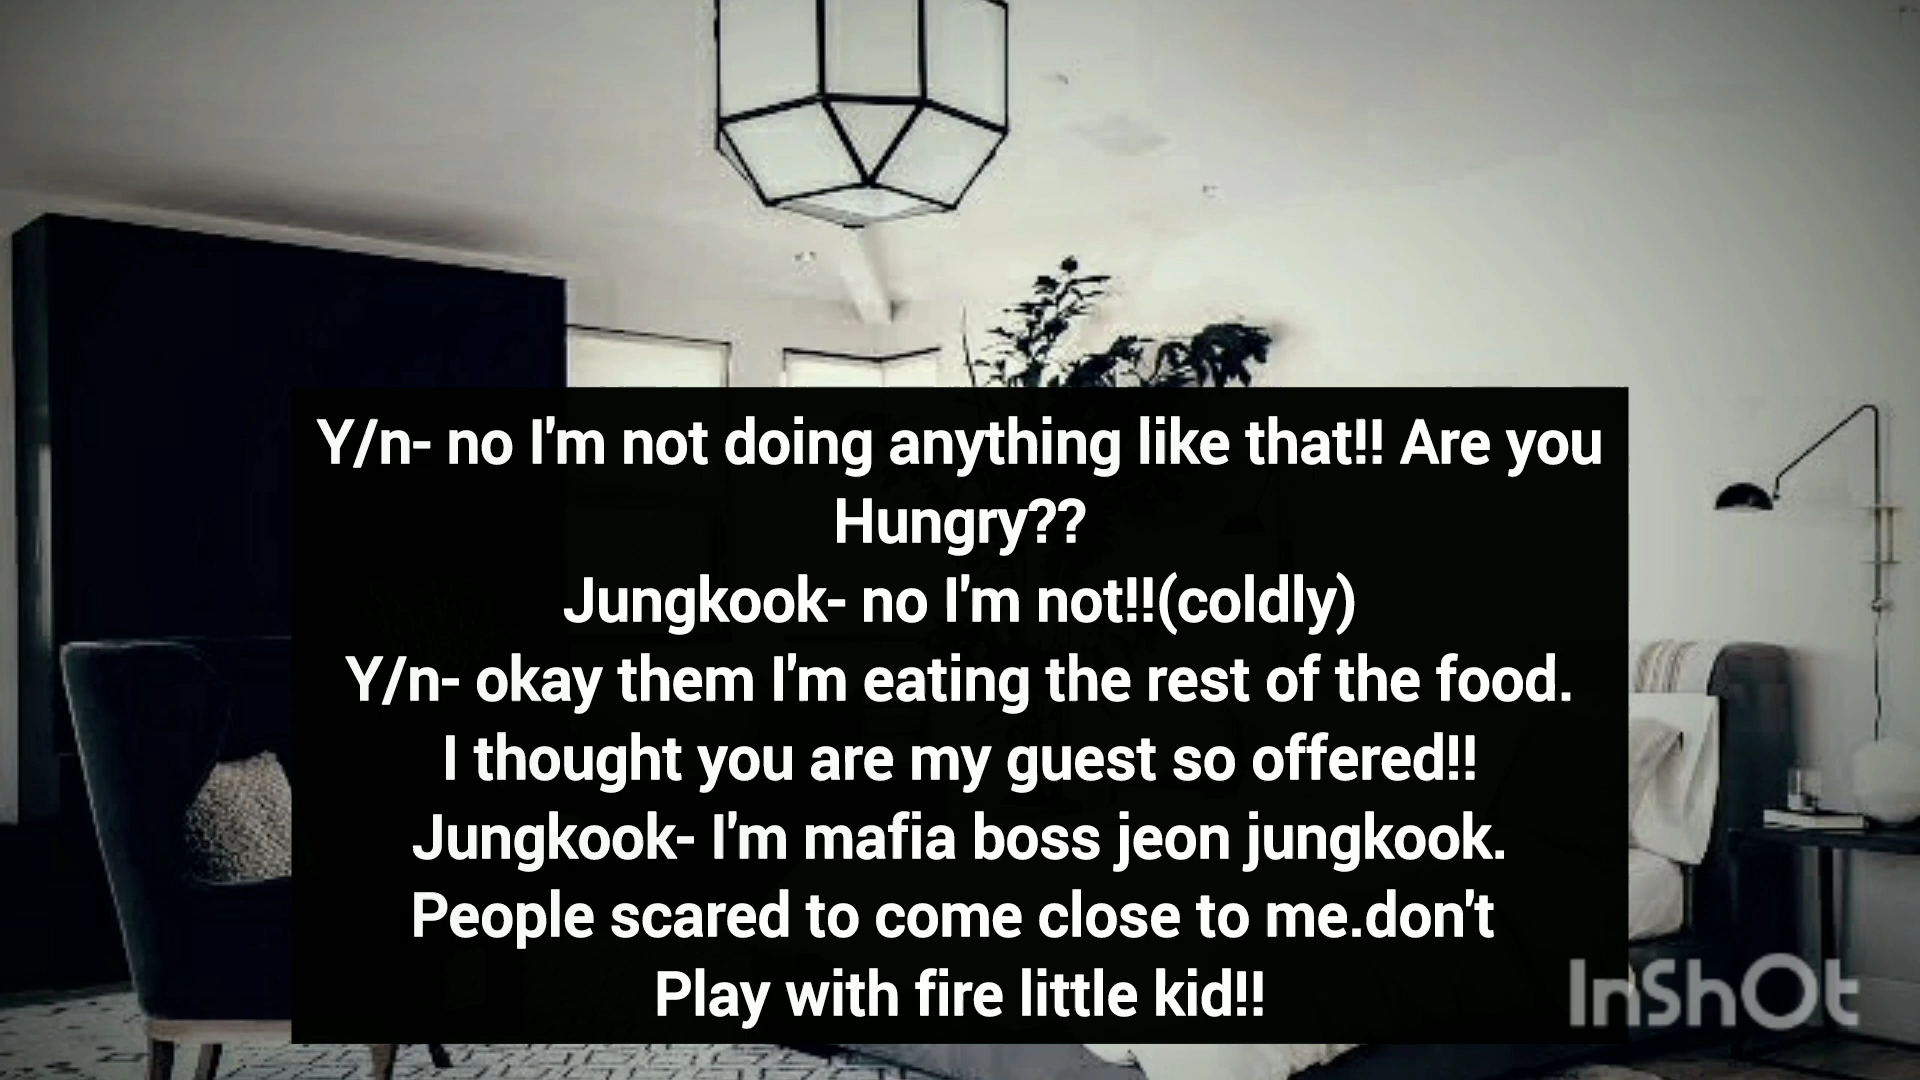 Y/n- no I'm not doing anything like that!! Are you
Hungry??
Jungkook- no I'm not!!(coldly)
Y/n- okay them I'm eating the rest of the food.
I thought you are my guest so offered!!
Jungkook- I'm mafia boss jeon jungkook.
People scared to come close to me.don't
Play with fire little kid!!
InShOt